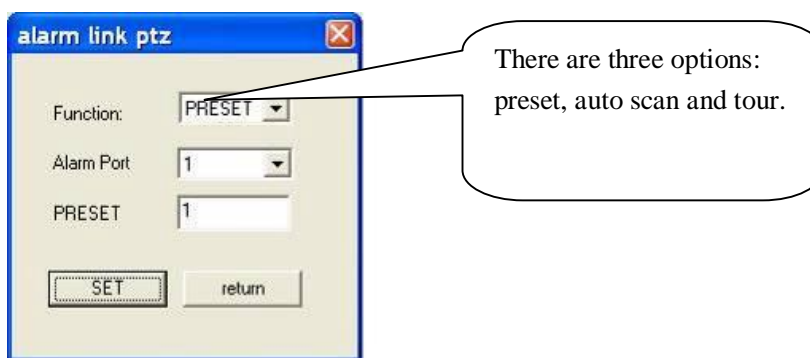 alarm link ptz
There are three options:
preset, auto scan and tour.
Function: PRESET
Alarm Port 1
PRESET 1
SET return